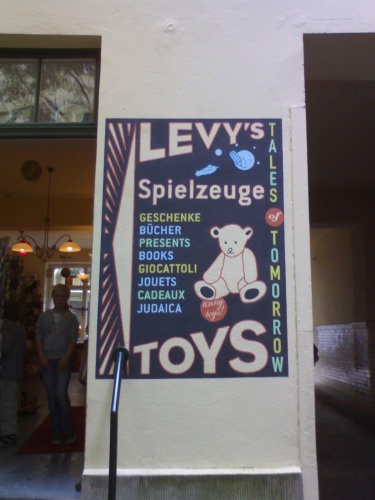 LEVY'S
Spielzeuge
GESCHENKE
BÜCHER
PRESENTS
BOOKS
GIOCATTOLI
JOUETS
CADEAUX
JUDAICA
TOYS
TALES of TOMORROW